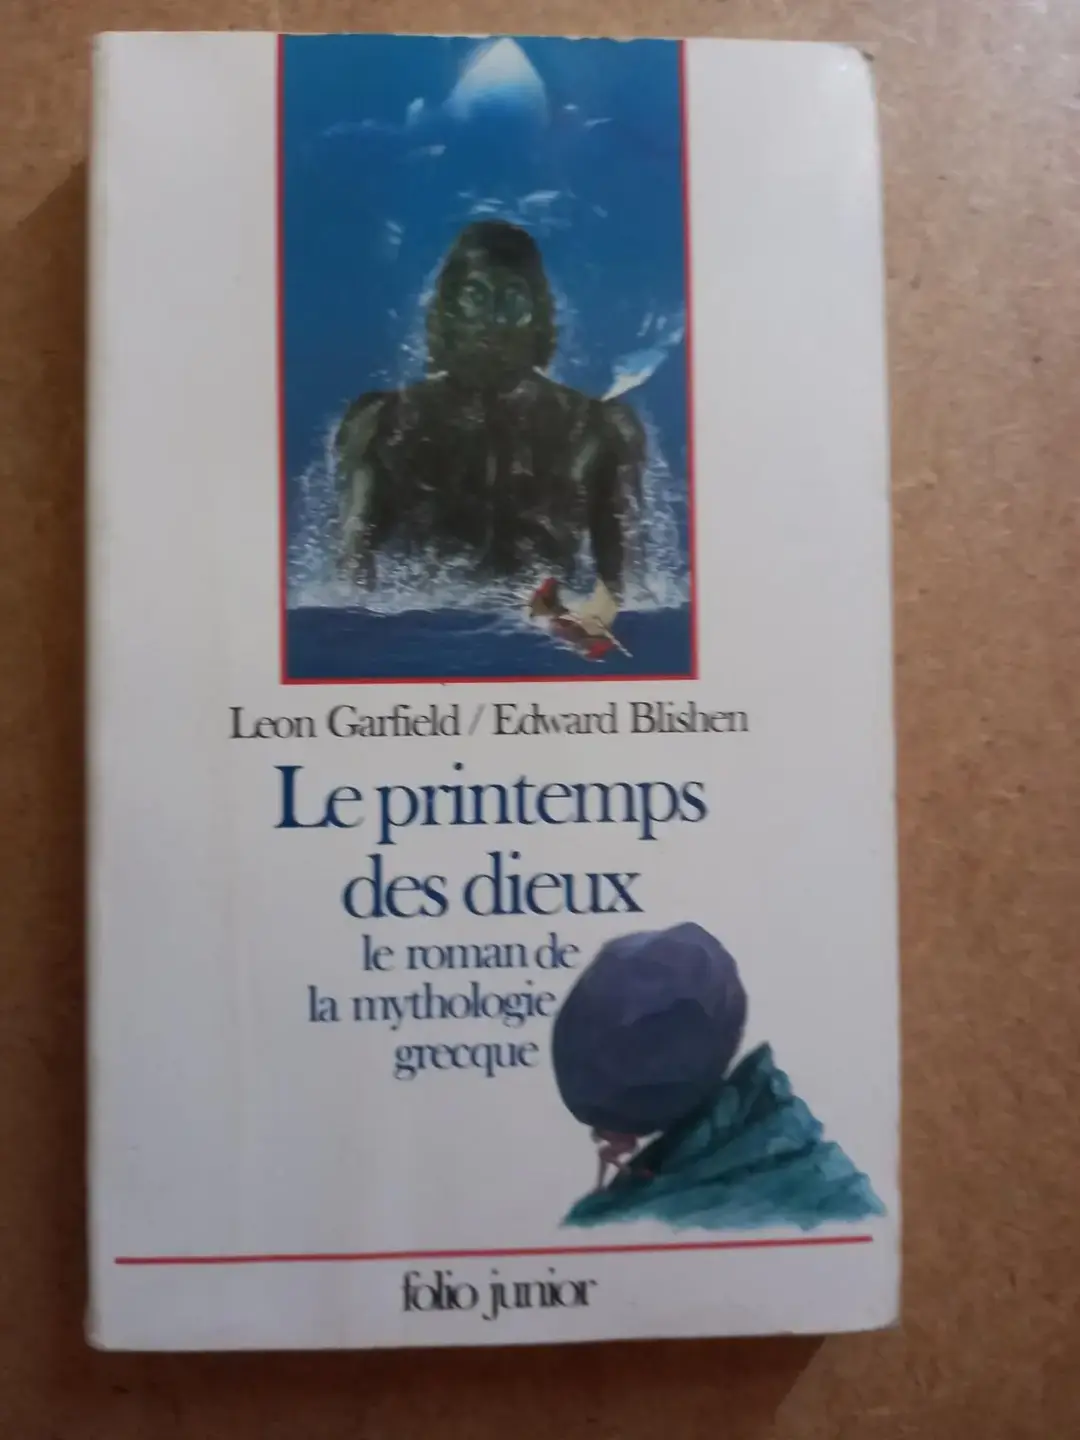 Leon Garfield / Edward Blishen
Le printemps
des dieux
le roman de
la mythologie
grecque
folio junior